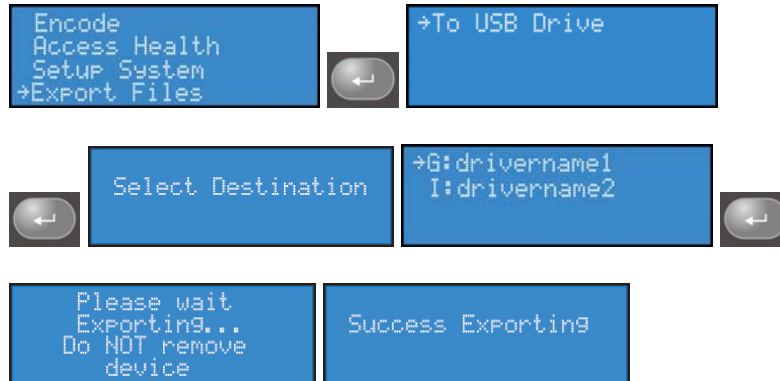 Encode
Access Health
Setup System
→Export Files
→To USB Drive
Select Destination
→G:drivername1
I:drivername2
Please wait
Exporting...
Do NOT remove
device
Success Exporting